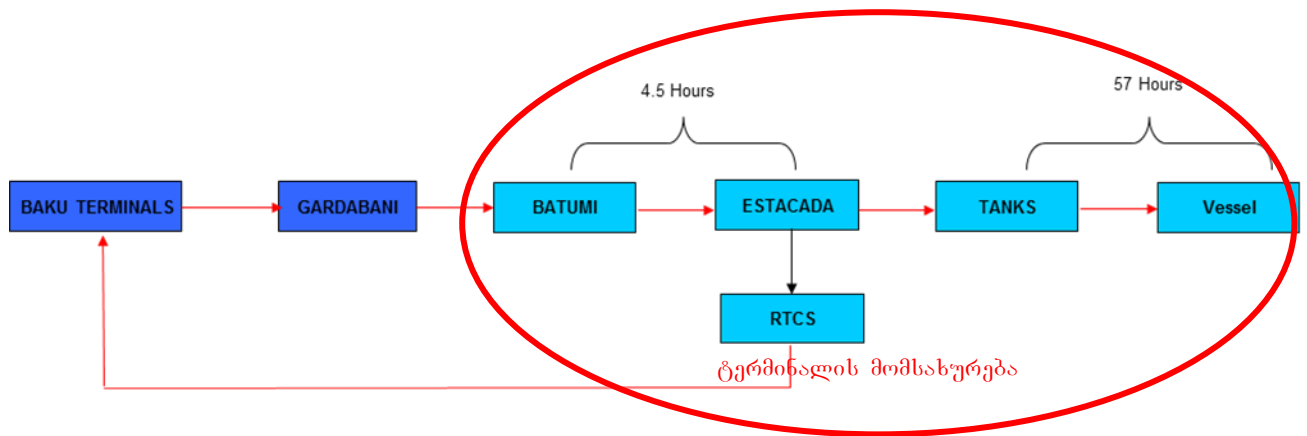 4.5 Hours
57 Hours
BAKU TERMINALS
GARDABANI
BATUMI
ESTACADA
TANKS
Vessel
RTCS
ტერმინალის მომსახურება